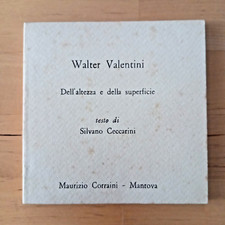 Walter Valentini
Dell'altezza e della superficie
testo di
Silvano Ceccarini
Maurizio Corraini - Mantova